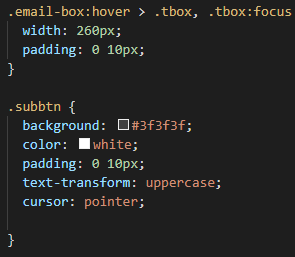 .email-box:hover > .tbox, .tbox:focus
width: 260px;
padding: 0 10px;
}
.subbtn {
background: #3f3f3f;
color: white;
padding: 0 10px;
text-transform: uppercase;
cursor: pointer;
}